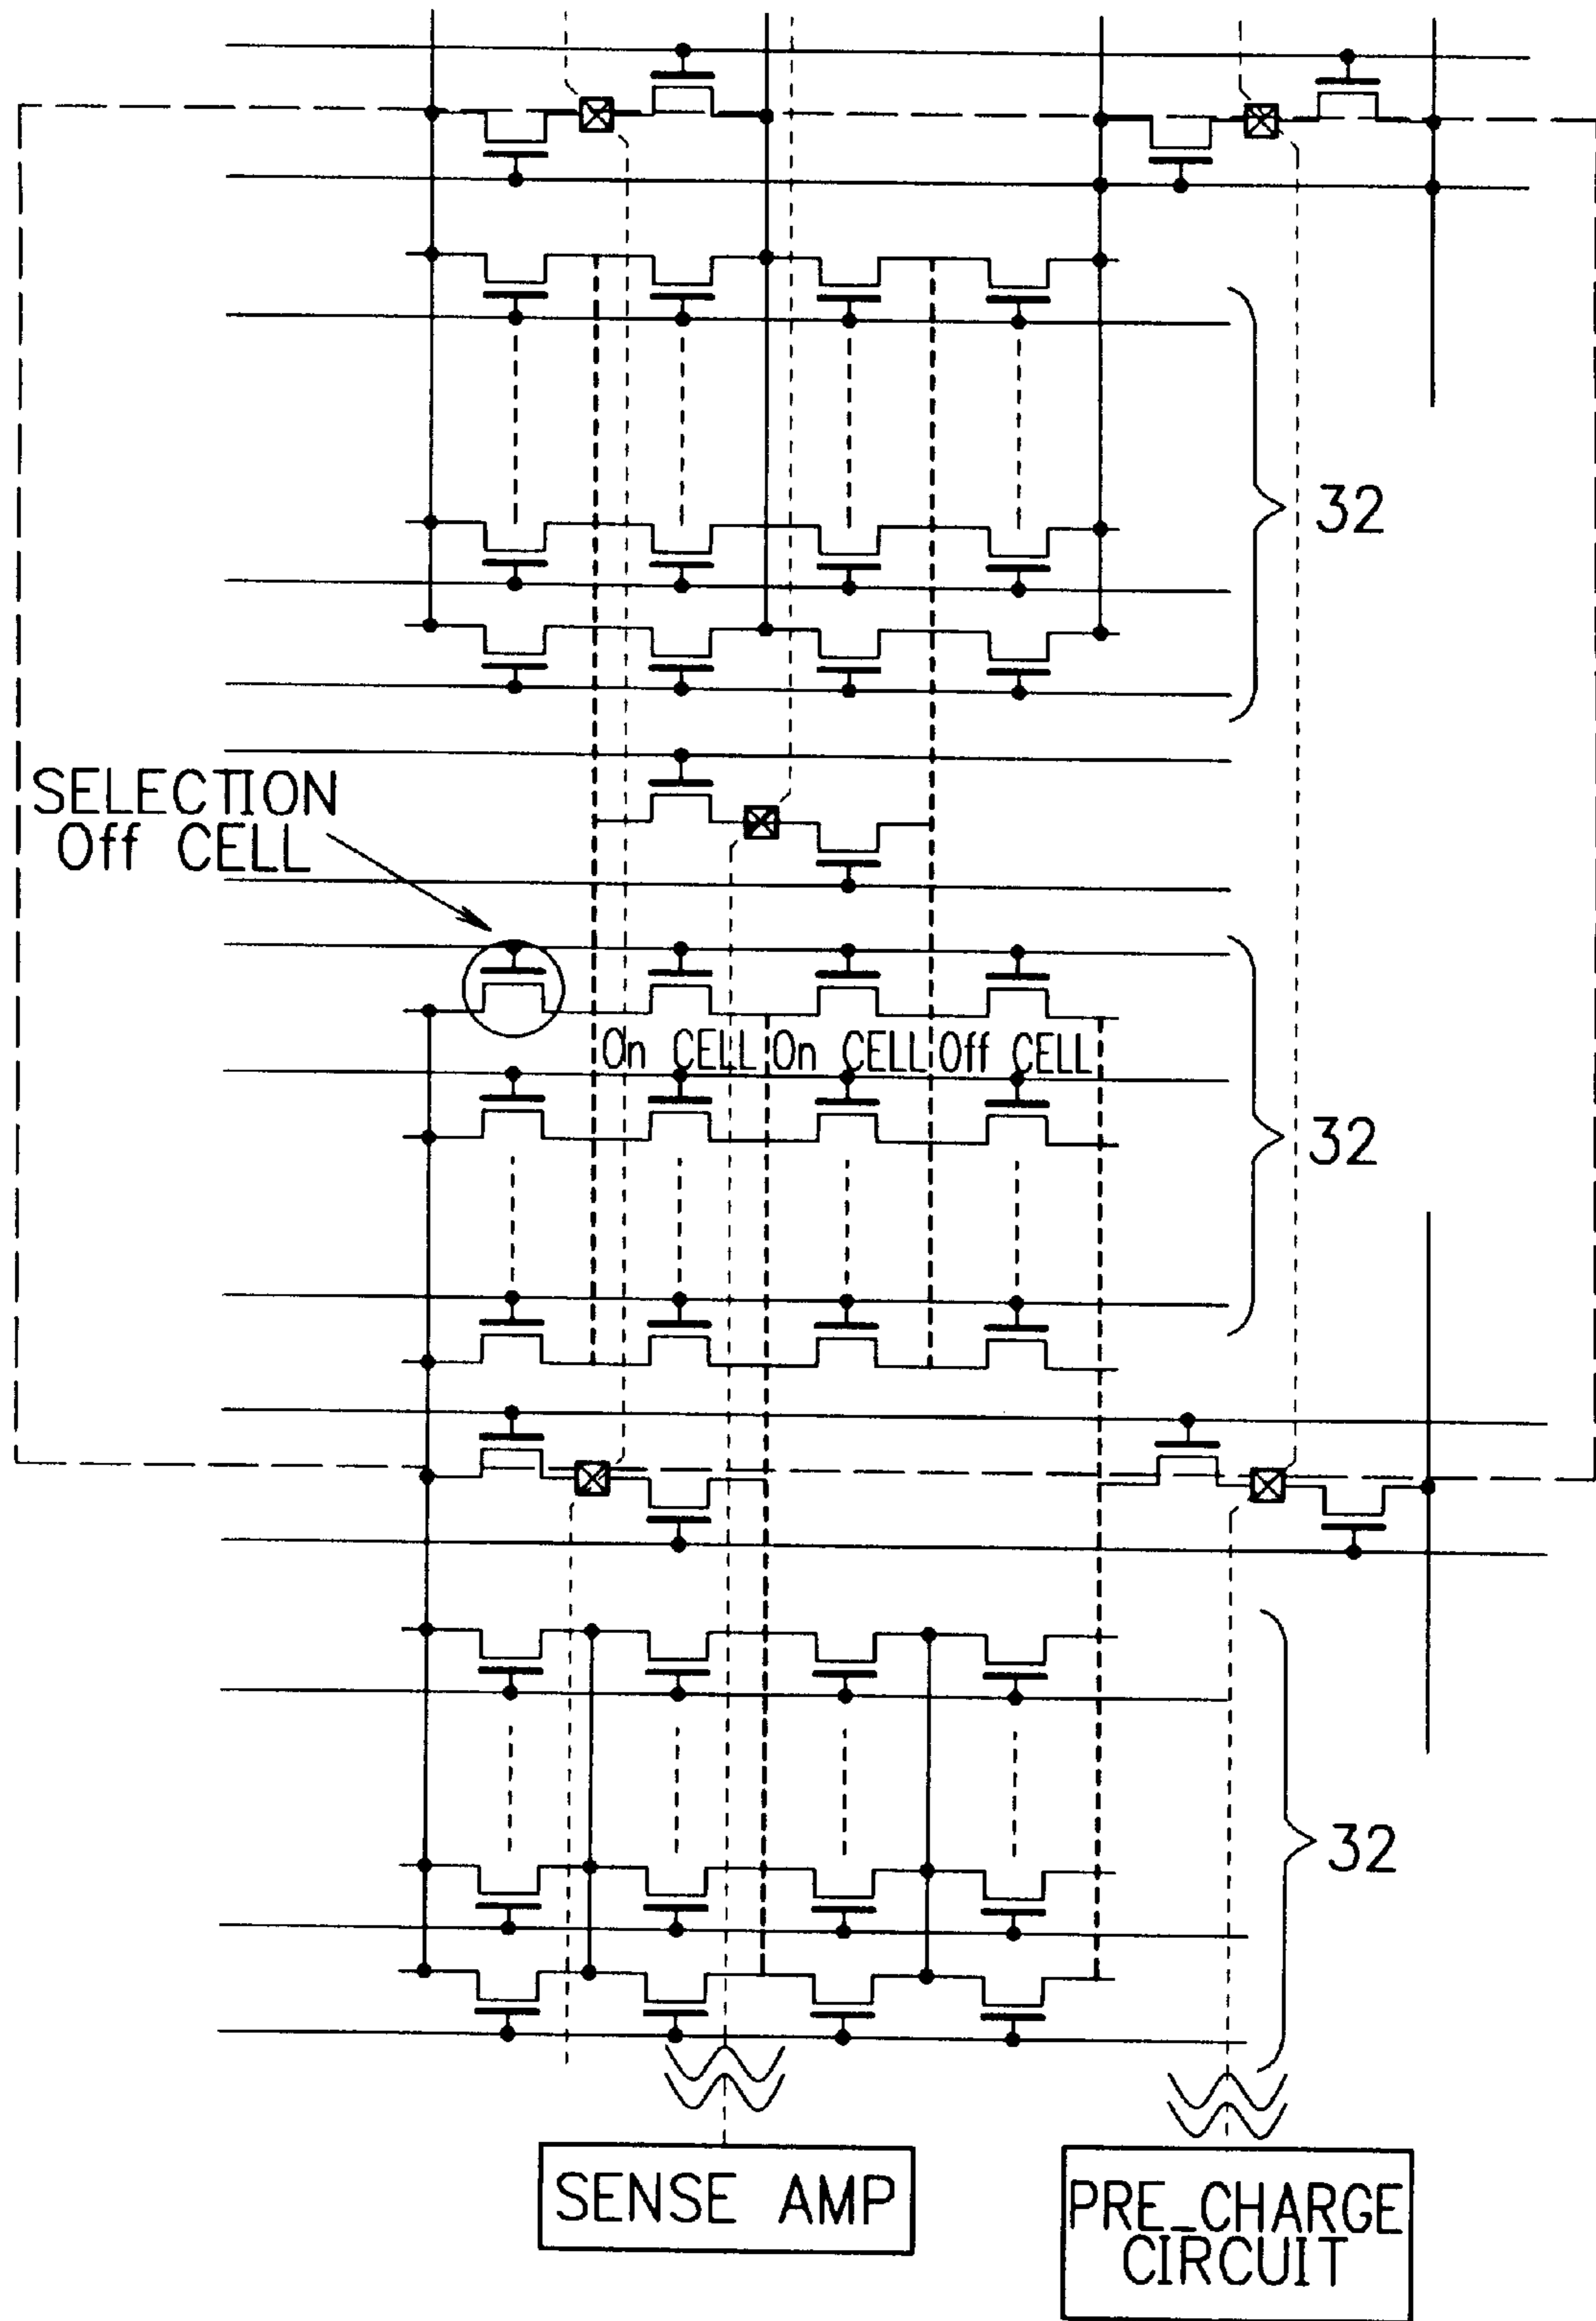 32
SELECTION
Off CELL
On CELL On CELL Off CELL
32
32
SENSE AMP
PRE_CHARGE
CIRCUIT